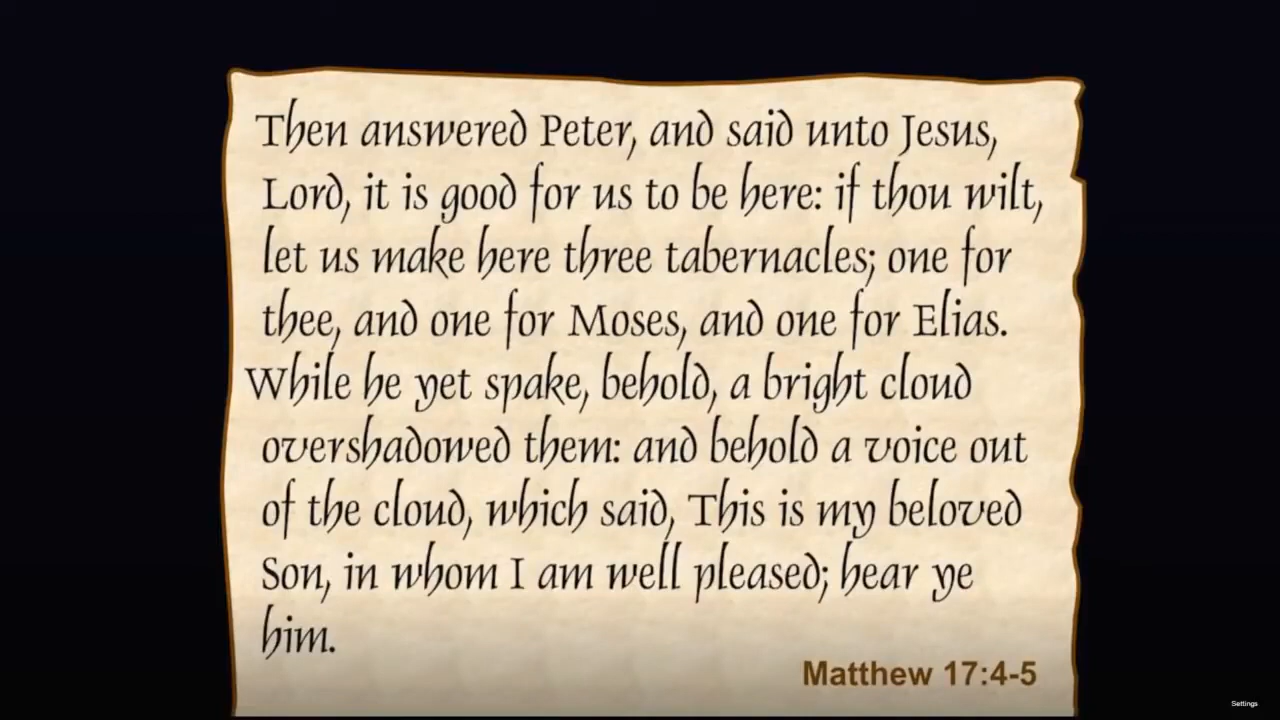 Then answered Peter, and said unto Jesus,
Lord, it is good for us to be here: if thou wilt,
let us make here three tabernacles; one for
thee, and one for Moses, and one for Elias.
While he yet spake, behold, a bright cloud
overshadowed them: and behold a voice out
of the cloud, which said, This is my beloved
Son, in whom I am well pleased; hear ye
him.
Matthew 17:4-5
Settings